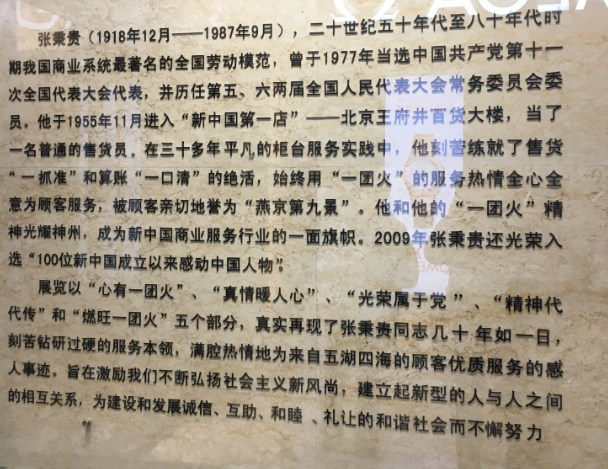 张秉贵（1918年12月——1987年9月），二十世纪五十年代至八十年代时
期我国商业系统最著名的全国劳动模范，曾于1977年当选中国共产党第十一
次全国代表大会代表，并历任第五、六两届全国人民代表大会常务委员会委
员。他于1955年11月进入“新中国第一店”——北京王府井百货大楼，当了
一名普通的售货员。在三十多年平凡的柜台服务实践中，他刻苦练就了售货
“一抓准”和算账“一口清”的绝活，始终用“一团火”的服务热情全心全
意为顾客服务，被顾客亲切地誉为“燕京第九景”。他和他的“一团火”精
神光耀神州，成为新中国商业服务行业的一面旗帜。2009年张秉贵还光荣入
选“100位新中国成立以来感动中国人物”。
展览以“心有一团火”、“真情暖人心”、“光荣属于党”、“精神代
代传”和“燃旺一团火”五个部分，真实再现了张秉贵同志几十年如一日，
刻苦钻研过硬的服务本领，满腔热情地为来自五湖四海的顾客优质服务的感
人事迹。旨在激励我们不断弘扬社会主义新风尚，建立起新型的人与人之间
的相互关系，为建设和发展诚信、互助、和睦、礼让的和谐社会而不懈努力